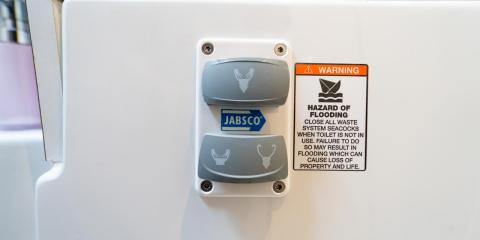 JABSCO
WARNING
HAZARD OF
FLOODING
CLOSE ALL WASTE
SYSTEM SEACOCKS
WHEN TOILET IS NOT IN
USE. FAILURE TO DO
SO MAY RESULT IN
FLOODING WHICH CAN
CAUSE LOSS OF
PROPERTY AND LIFE.